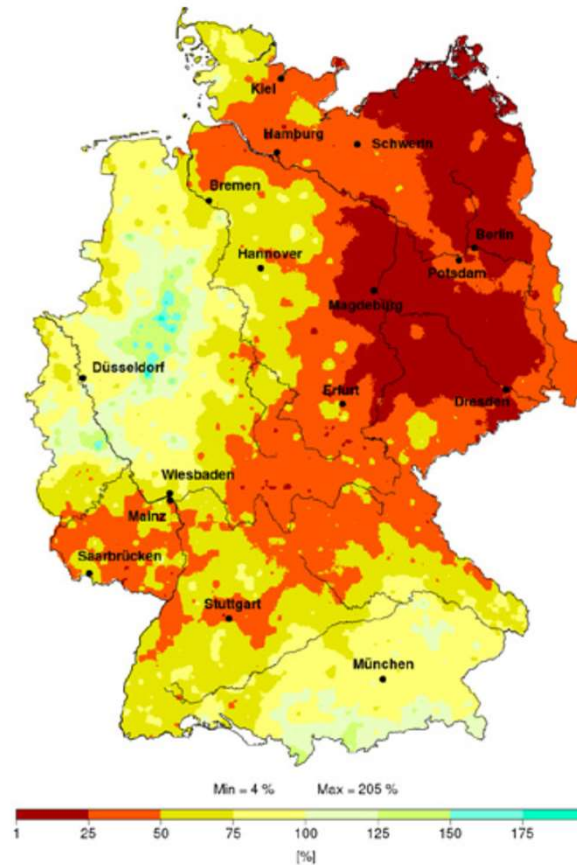 Kiel
Hamburg
Schwerin
Bremen
Berlin
Hannover
Potsdam
Magdeburg
Düsseldorf
Erfurt
Dresden
Wiesbaden
Mainz
Saarbrücken
Stuttgart
München
Min = 4 % Max = 205 %
1 25 50 75 100 125 150 175
[%]